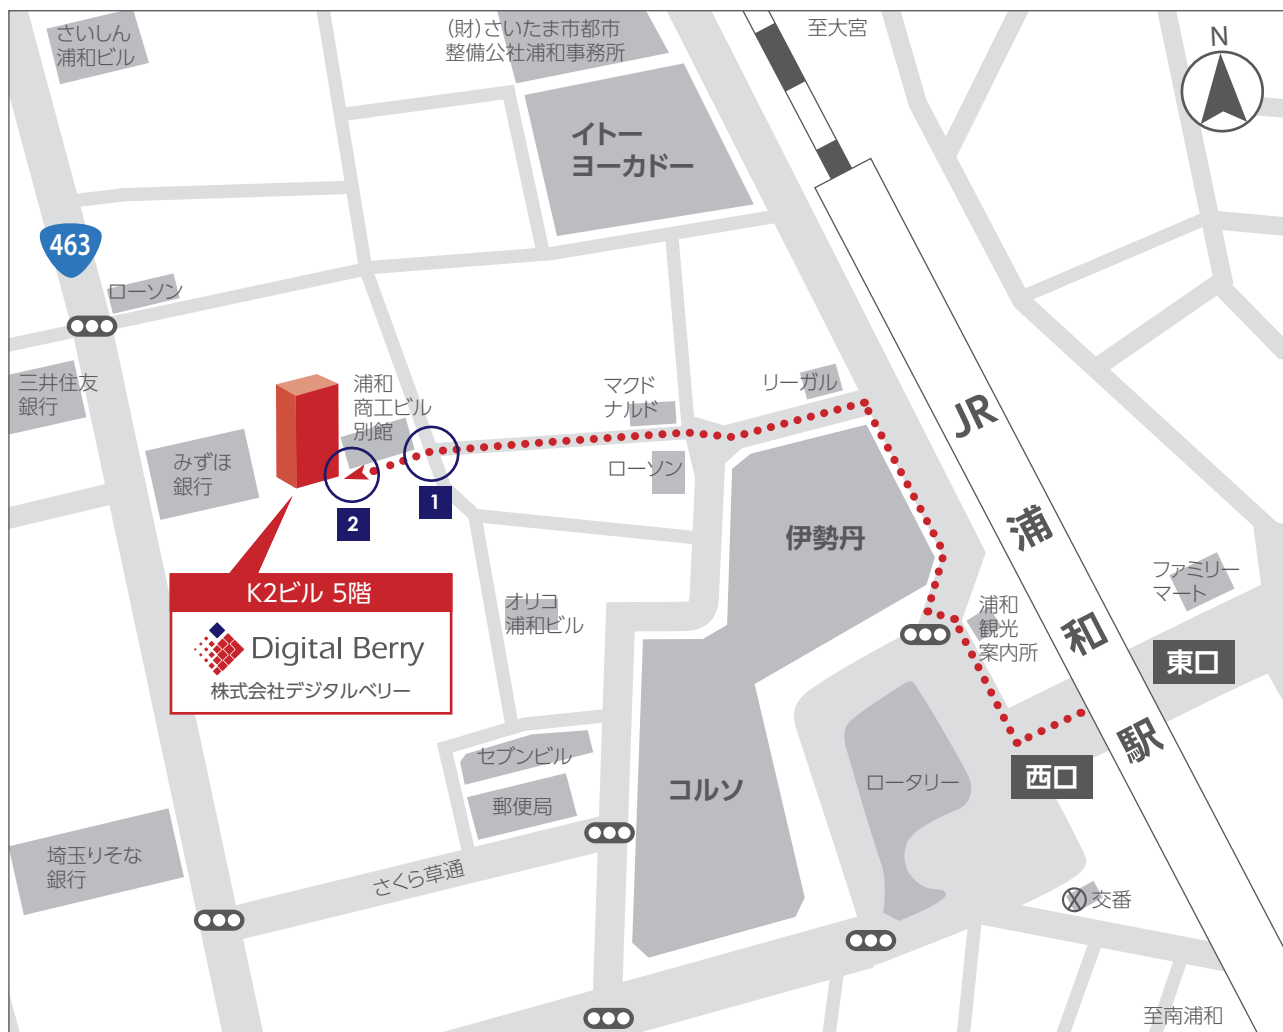 さいしん
浦和ビル
(財)さいたま市都市
整備公社浦和事務所
至大宮
N
イトー
ヨーカドー
463
ローソン
三井住友
銀行
浦和
商工ビル
別館
マクド
ナルド
リーガル
JR
浦
和
駅
みずほ
銀行
ローソン
1
2
伊勢丹
K2ビル 5階
Digital Berry
株式会社デジタルベリー
オリコ
浦和ビル
浦和
観光
案内所
ファミリー
マート
東口
西口
セブンビル
郵便局
コルソ
ロータリー
埼玉りそな
銀行
さくら草通
交番
至南浦和